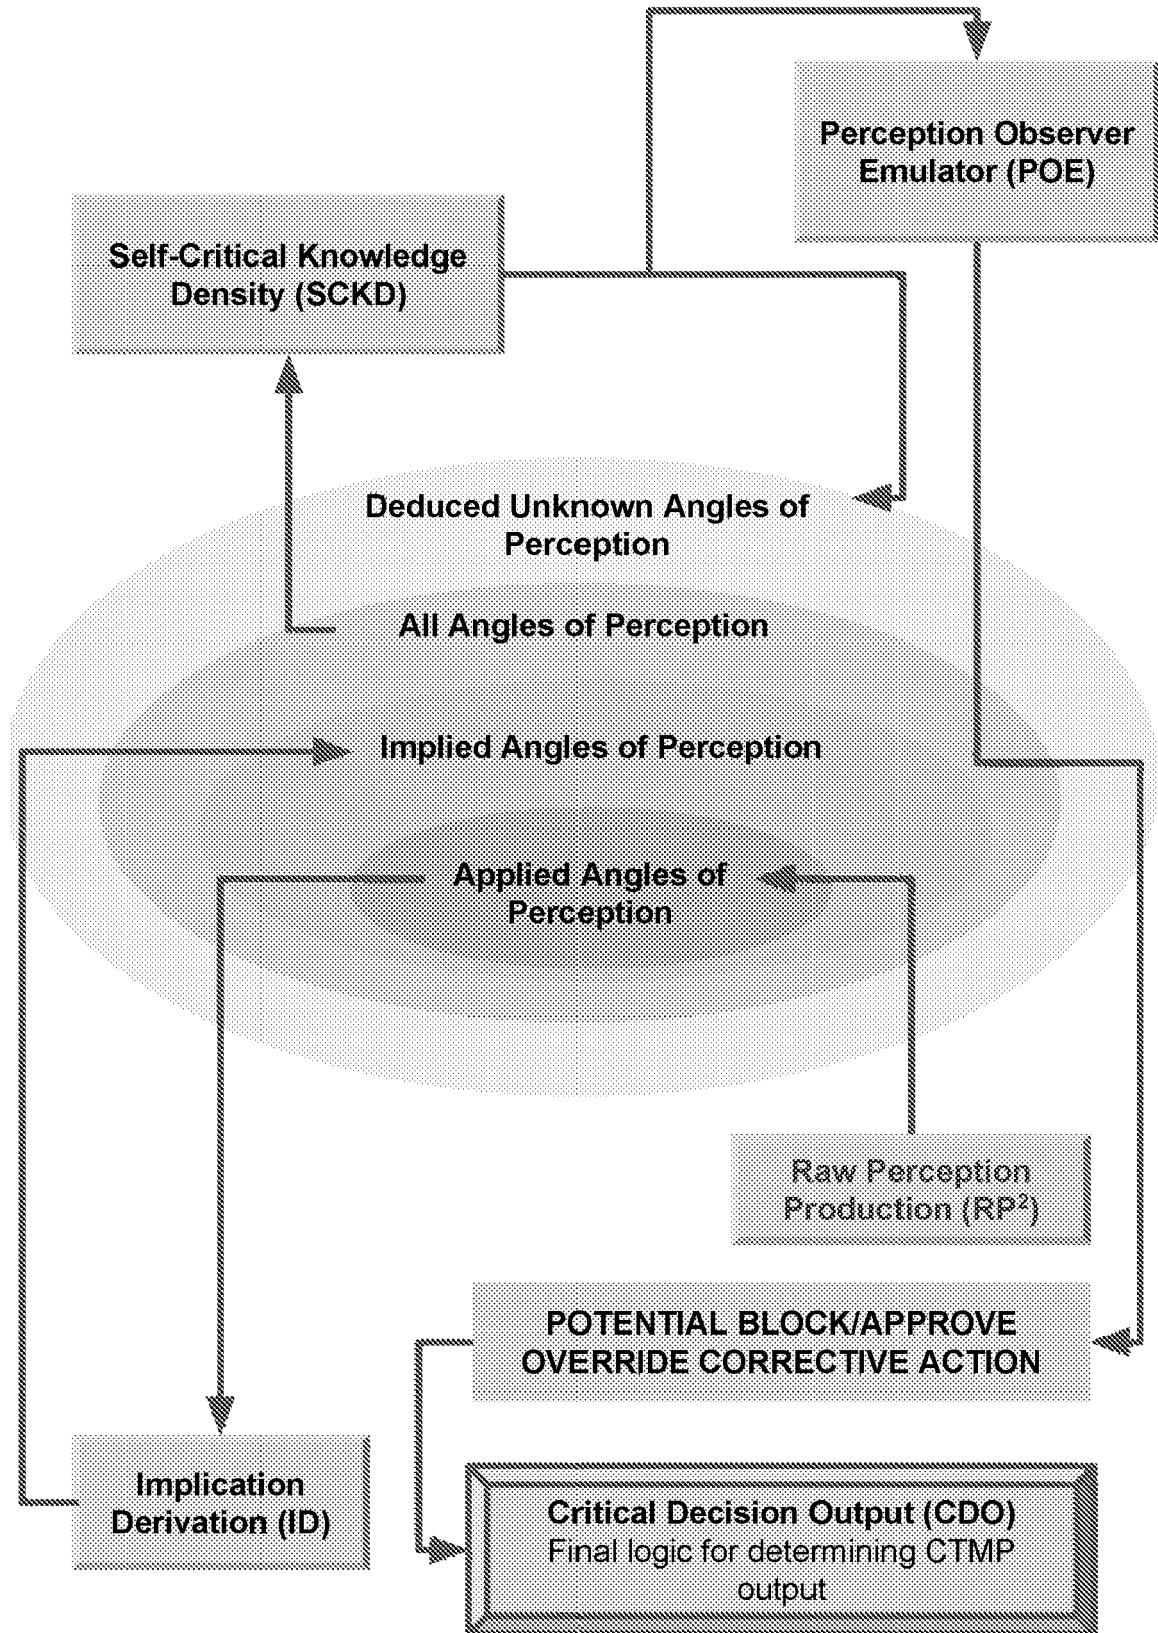 Perception Observer
Emulator (POE)
Self-Critical Knowledge
Density (SCKD)
Deduced Unknown Angles of
Perception
All Angles of Perception
Implied Angles of Perception
Applied Angles of
Perception
Raw Perception
Production (RP²)
POTENTIAL BLOCK/APPROVE
OVERRIDE CORRECTIVE ACTION
Implication
Derivation (ID)
Critical Decision Output (CDO)
Final logic for determining CTMP
output